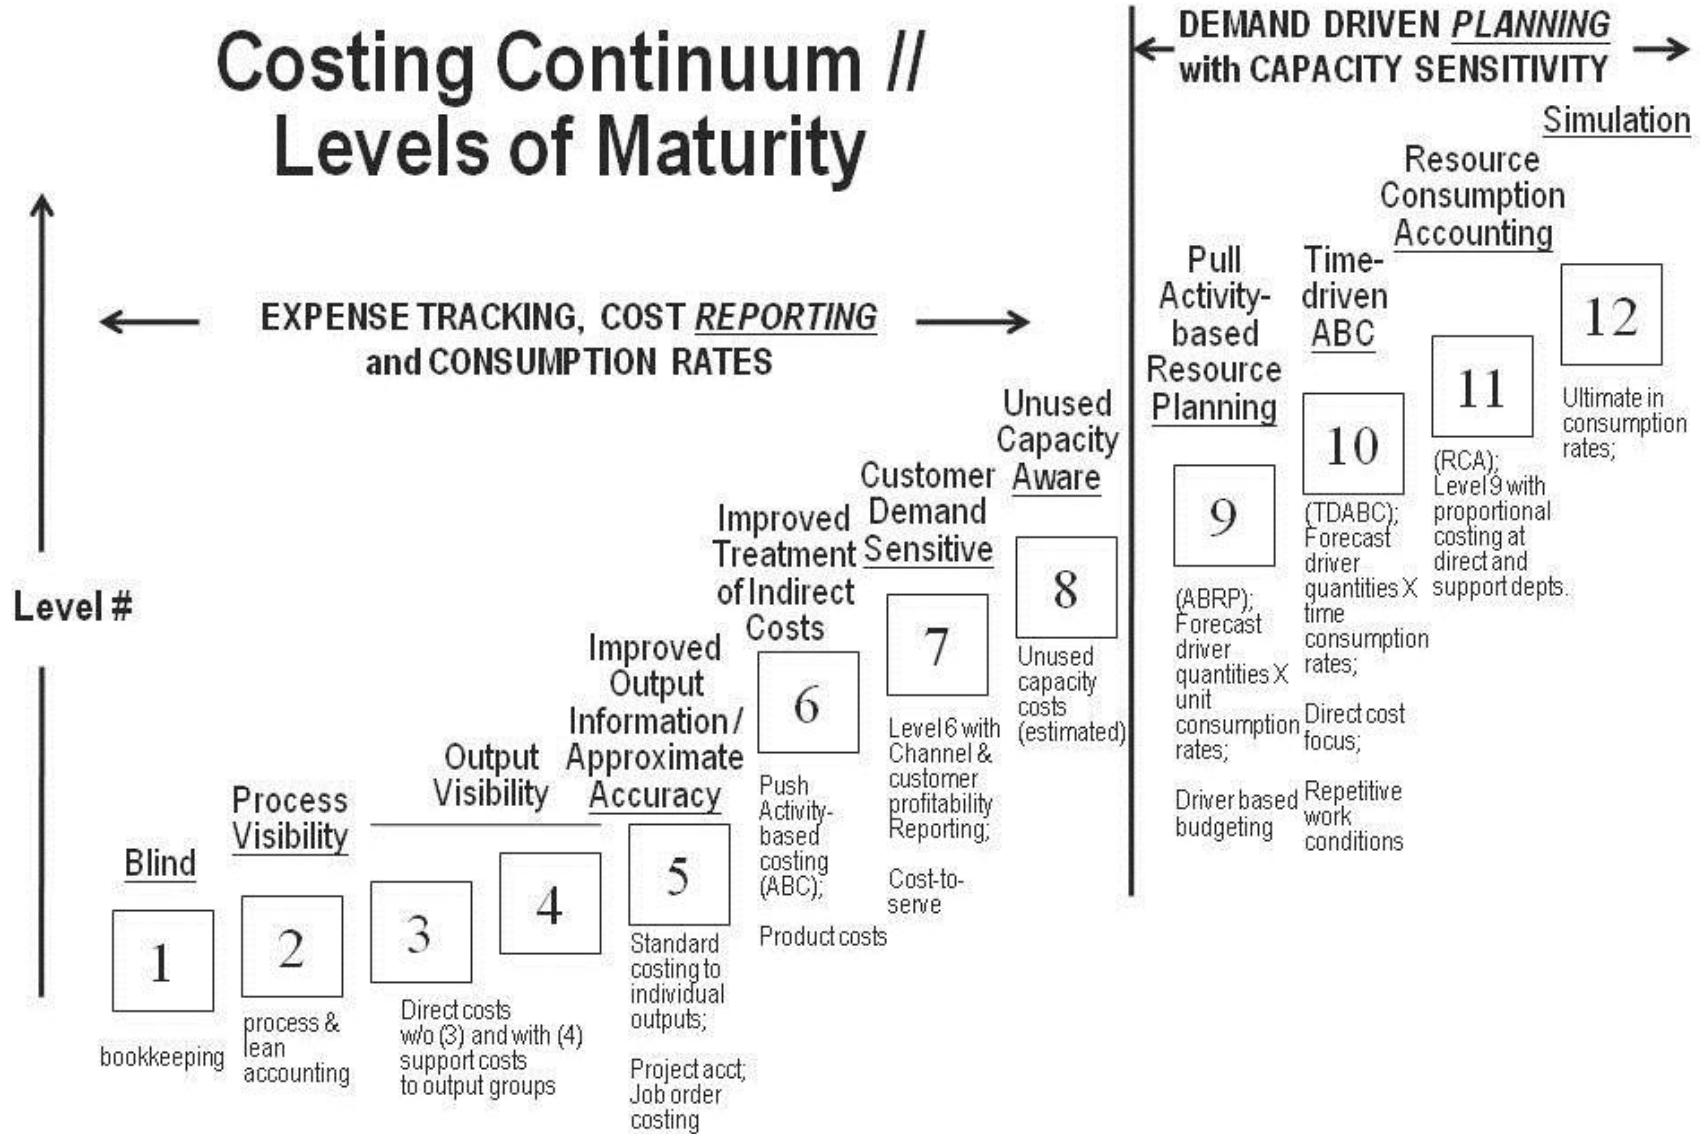 Costing Continuum //
Levels of Maturity
DEMAND DRIVEN PLANNING
with CAPACITY SENSITIVITY
EXPENSE TRACKING, COST REPORTING
and CONSUMPTION RATES
Level #
Blind
1
bookkeeping
Process
Visibility
2
process &
lean
accounting
Output
Visibility
3
4
Direct costs
w/o (3) and with (4)
support costs
to output groups
Improved
Output
Information /
Approximate
Accuracy
5
Standard
costing to
individual
outputs;
Project acct;
Job order
costing
Improved
Treatment
of Indirect
Costs
6
Push
Activity-
based
costing
(ABC);
Product costs
Customer
Demand
Sensitive
7
Level 6 with
Channel &
customer
profitability
Reporting;
Cost-to-
serve
Unused
Capacity
Aware
8
Unused
capacity
costs
(estimated)
Pull
Activity-
based
Resource
Planning
9
(ABRP);
Forecast
driver
quantities X
unit
consumption
rates;
Driver based
budgeting
Time-
driven
ABC
10
(TDABC);
Forecast
driver
quantities X
time
consumption
rates;
Direct cost
focus;
Repetitive
work
conditions
Resource
Consumption
Accounting
11
(RCA);
Level 9 with
proportional
costing at
direct and
support depts.
Simulation
12
Ultimate in
consumption
rates;